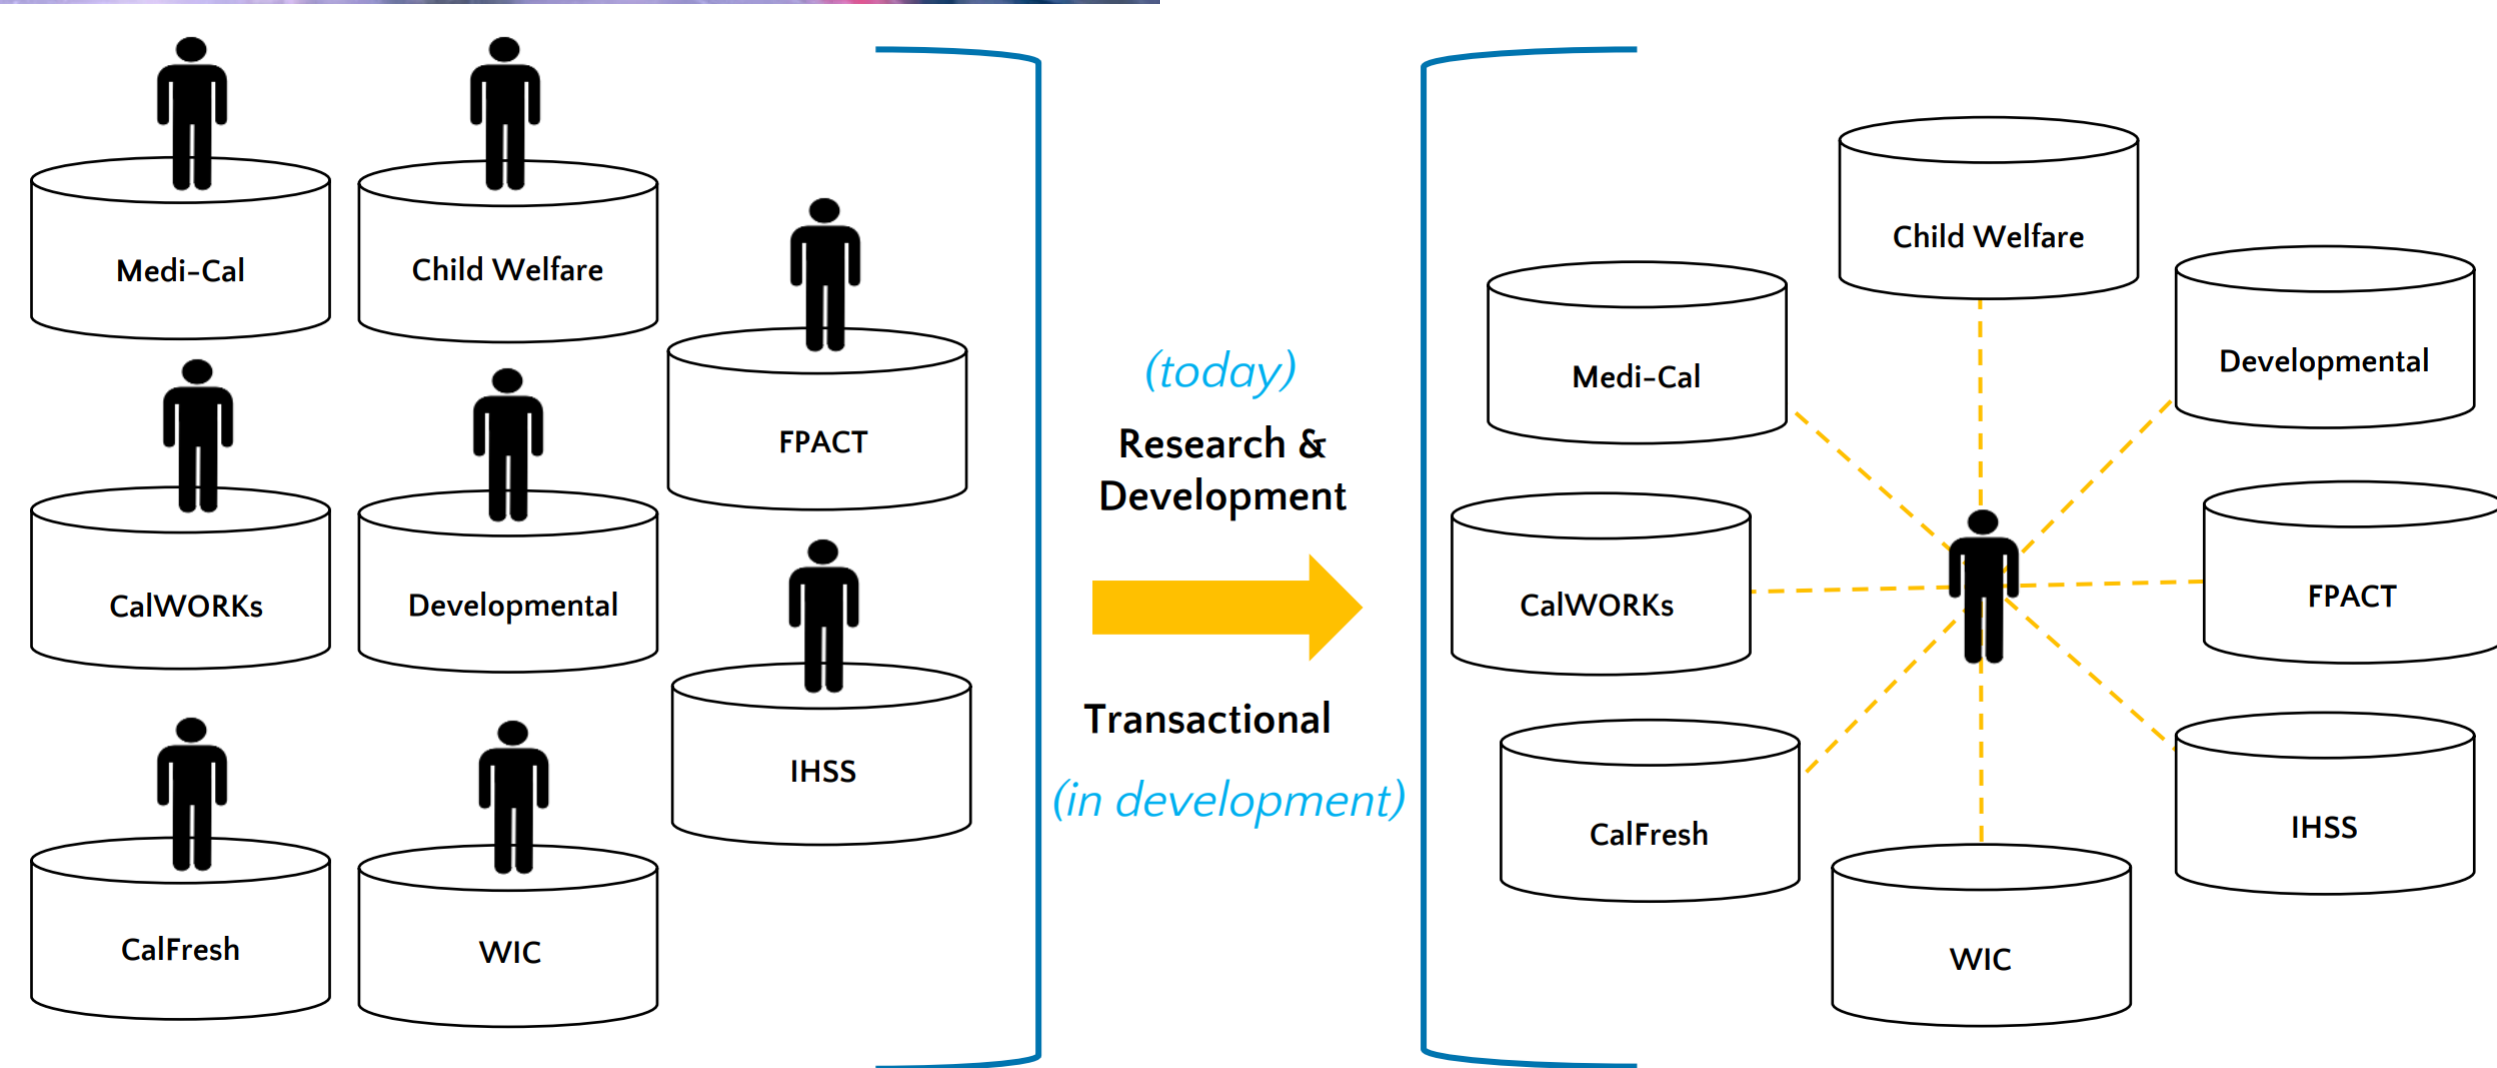 Medi-Cal
Child Welfare
FPACT
CalWORKs
Developmental
IHSS
CalFresh
WIC
(today)
Research &
Development
Transactional
(in development)
Child Welfare
Medi-Cal
Developmental
CalWORKs
FPACT
CalFresh
IHSS
WIC